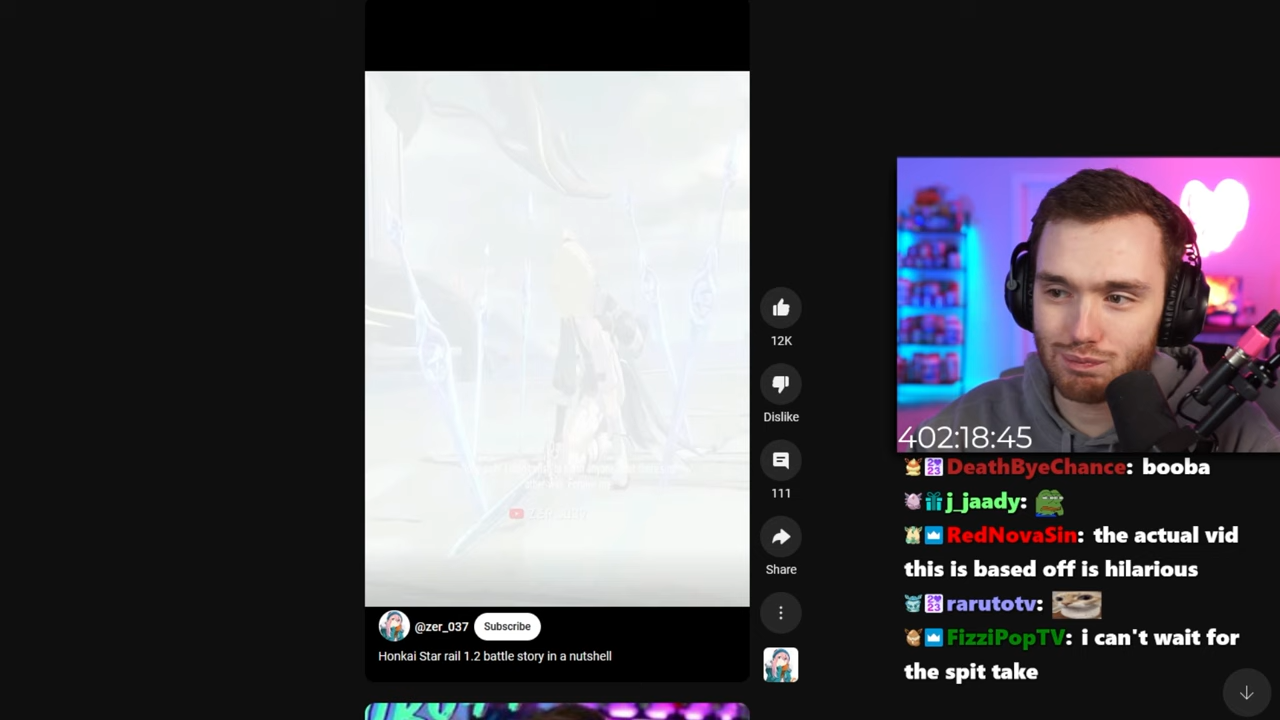 12K
Dislike
111
Share
@zer_037 Subscribe
Honkai Star rail 1.2 battle story in a nutshell
402:18:45
DeathByeChance: booba
j_jaady:
RedNovaSin: the actual vid
this is based off is hilarious
rarutotv:
FizziPopTV: i can't wait for
the spit take